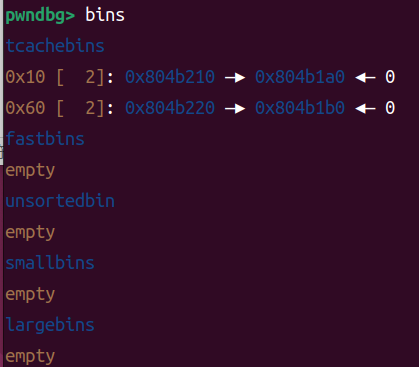 pwndbg> bins
tcachebins
0x10 [  2]: 0x804b210 —▸ 0x804b1a0 ◂— 0
0x60 [  2]: 0x804b220 —▸ 0x804b1b0 ◂— 0
fastbins
empty
unsortedbin
empty
smallbins
empty
largebins
empty